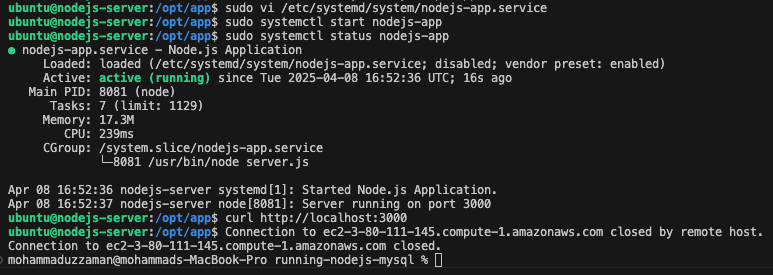 ubuntu@nodejs-server:/opt/app$ sudo vi /etc/systemd/system/nodejs-app.service
ubuntu@nodejs-server:/opt/app$ sudo systemctl start nodejs-app
ubuntu@nodejs-server:/opt/app$ sudo systemctl status nodejs-app
● nodejs-app.service - Node.js Application
     Loaded: loaded (/etc/systemd/system/nodejs-app.service; disabled; vendor preset: enabled)
     Active: active (running) since Tue 2025-04-08 16:52:36 UTC; 16s ago
   Main PID: 8081 (node)
      Tasks: 7 (limit: 1129)
     Memory: 17.3M
        CPU: 239ms
     CGroup: /system.slice/nodejs-app.service
             └─8081 /usr/bin/node server.js
Apr 08 16:52:36 nodejs-server systemd[1]: Started Node.js Application.
Apr 08 16:52:37 nodejs-server node[8081]: Server running on port 3000
ubuntu@nodejs-server:/opt/app$ curl http://localhost:3000
ubuntu@nodejs-server:/opt/app$ Connection to ec2-3-80-111-145.compute-1.amazonaws.com closed by remote host.
Connection to ec2-3-80-111-145.compute-1.amazonaws.com closed.
mohammaduzzaman@mohammads-MacBook-Pro running-nodejs-mysql %